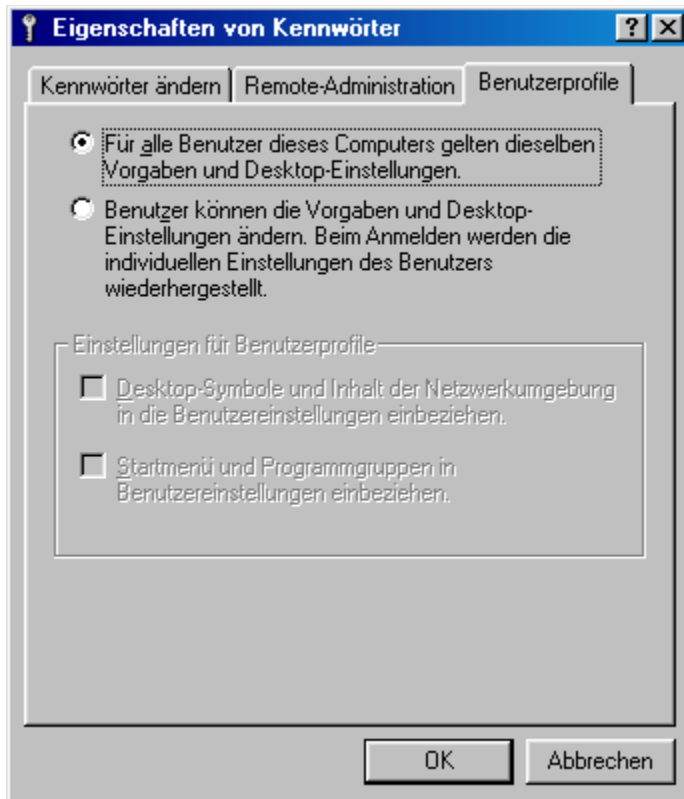 Eigenschaften von Kennwörter
Kennwörter ändern
Remote-Administration
Benutzerprofile
Für alle Benutzer dieses Computers gelten dieselben
Vorgaben und Desktop-Einstellungen.
Benutzer können die Vorgaben und Desktop-
Einstellungen ändern. Beim Anmelden werden die
individuellen Einstellungen des Benutzers
wiederhergestellt.
Einstellungen für Benutzerprofile
Desktop-Symbole und Inhalt der Netzwerkumgebung
in die Benutzereinstellungen einbeziehen.
Startmenü und Programmgruppen in
Benutzereinstellungen einbeziehen.
OK
Abbrechen